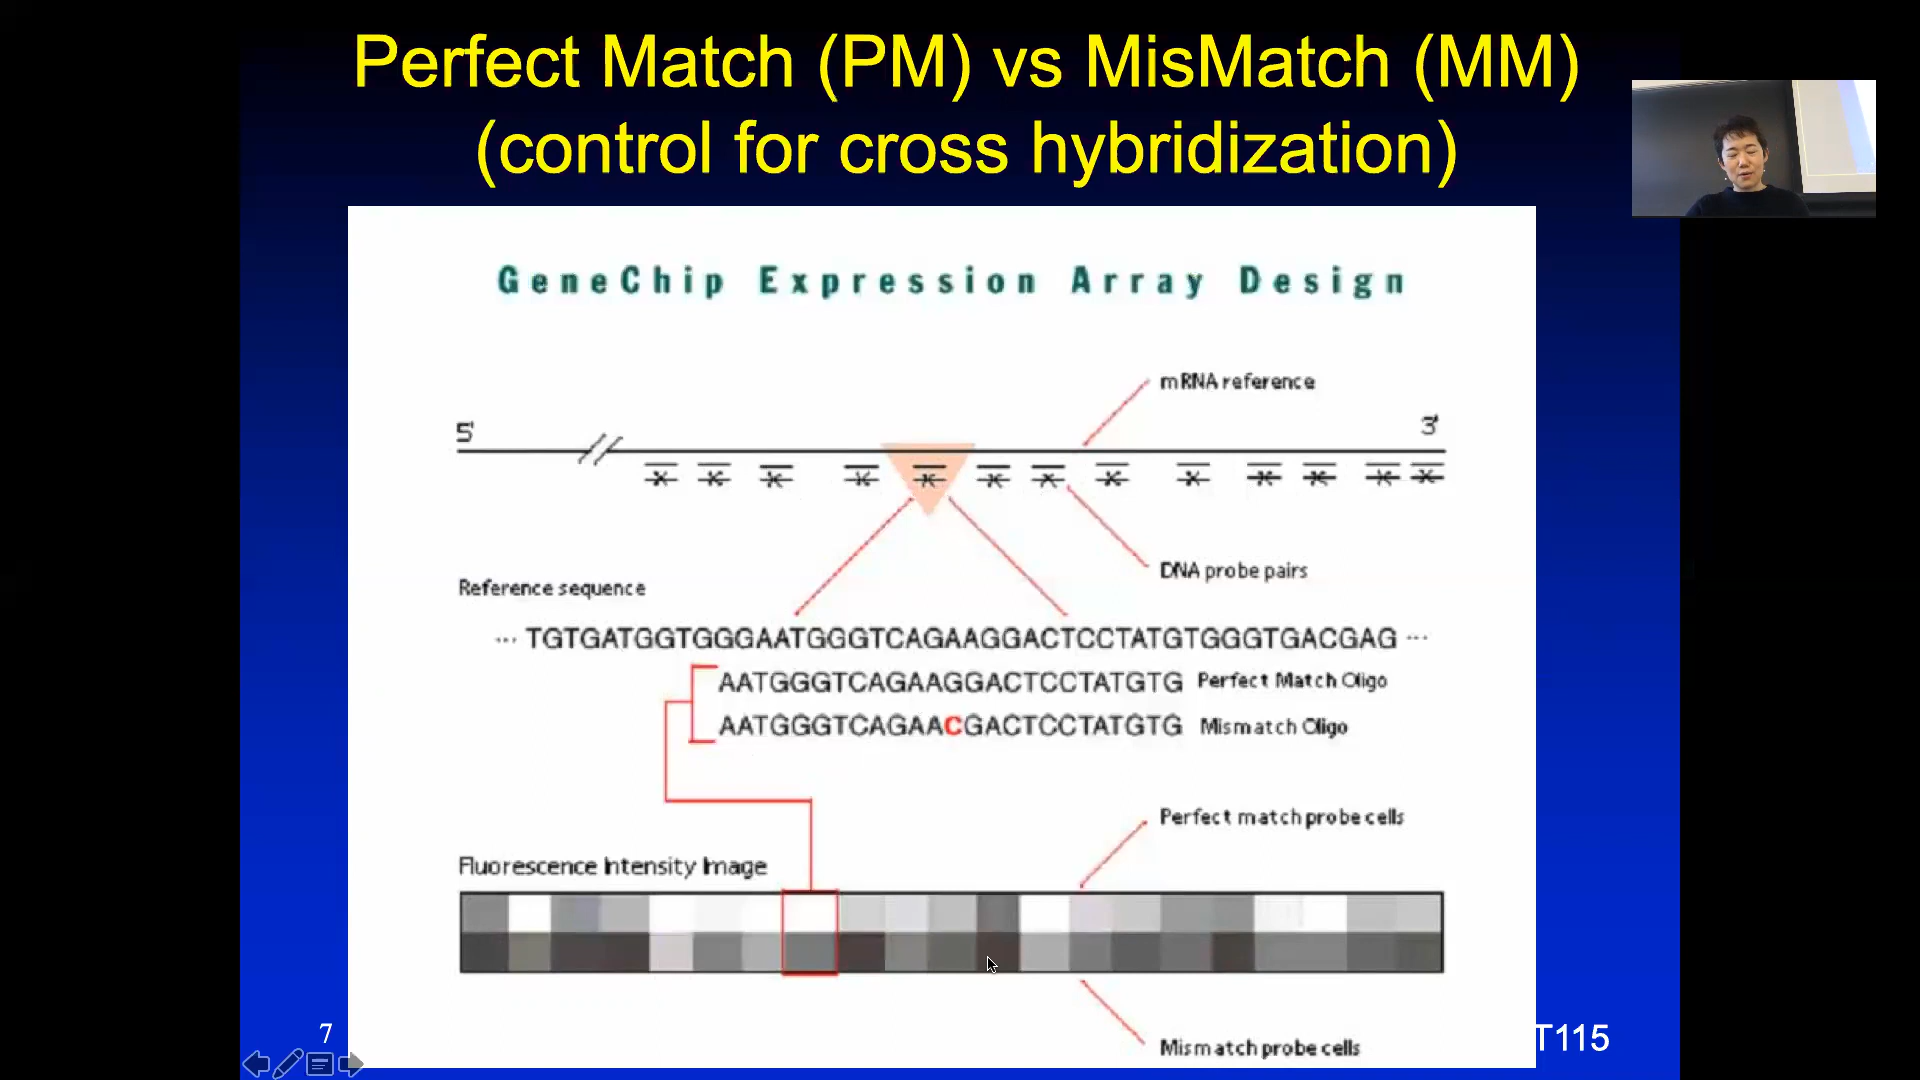 Perfect Match (PM) vs MisMatch (MM)
(control for cross hybridization)
GeneChip Expression Array Design
mRNA reference
5'
3'
DNA probe pairs
Reference sequence
... TGTGATGGTGGGAATGGGTCAGAAGGACTCCTATGTGGGTGACGAG ...
AATGGGTCAGAAGGACTCCTATGTG Perfect Match Oligo
AATGGGTCAGAACGACTCCTATGTG Mismatch Oligo
Perfect match probe cells
Fluorescence Intensity Image
7
T115
Mismatch probe cells